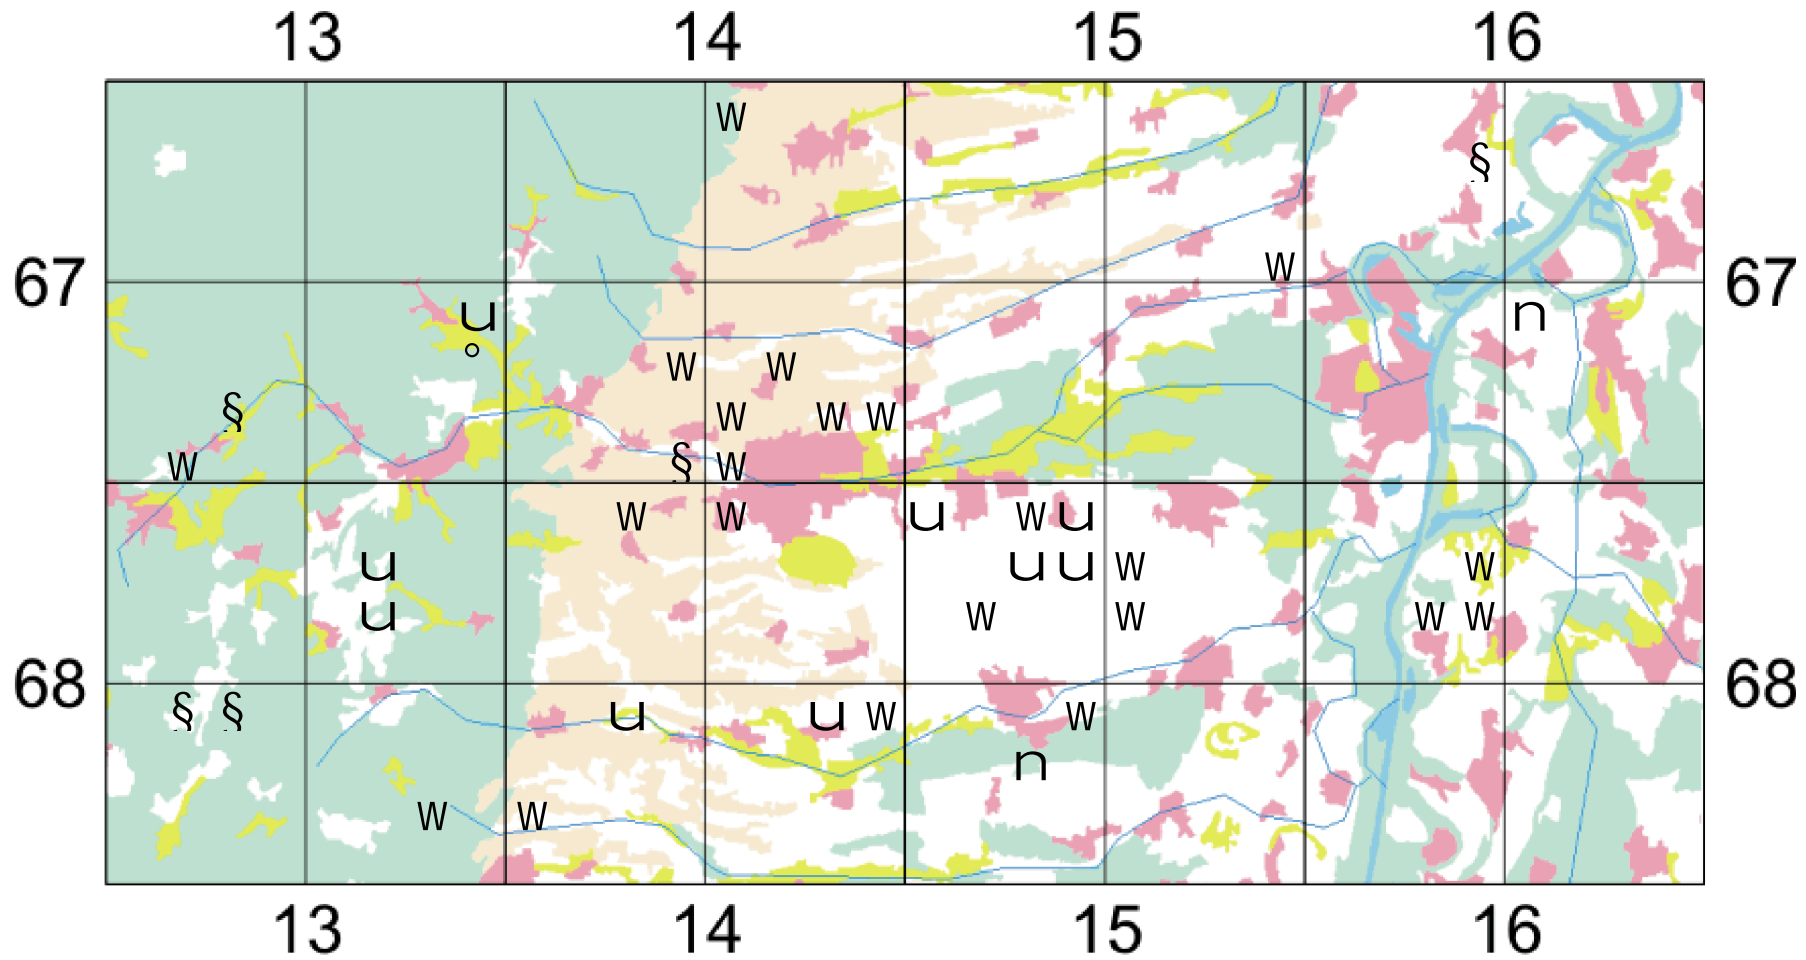 13 14 15 16
W
§
W
67 67
u n
°
W W
§ W W W
W § W
W W u W u
u u u W
u W W W W
68 68
§ § u u W W
n
W W
13 14 15 16